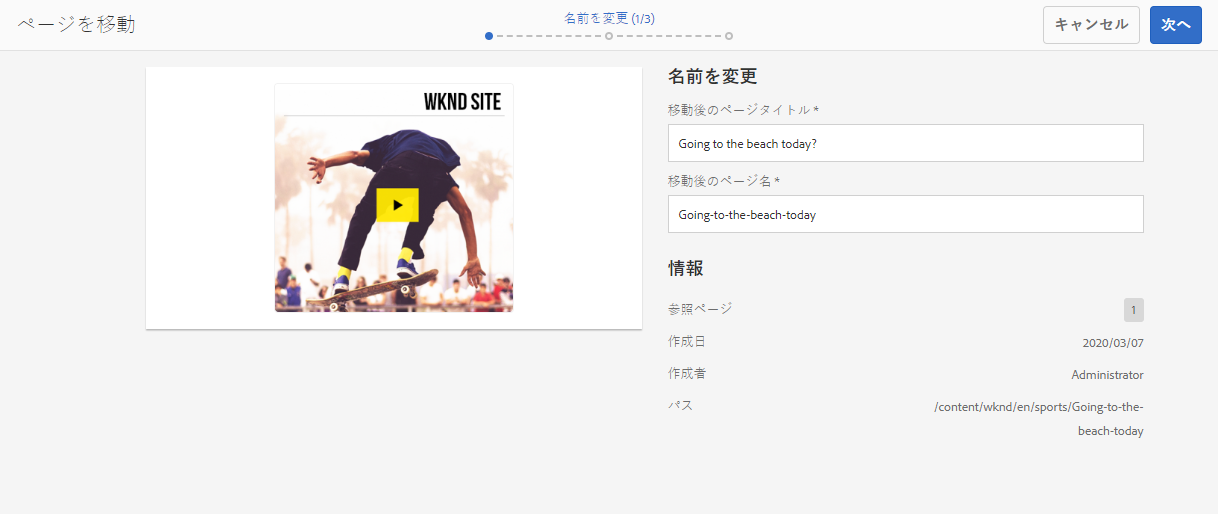 ページを移動
名前を変更 (1/3)
キャンセル
次へ
WKND SITE
名前を変更
移動後のページタイトル *
Going to the beach today?
移動後のページ名 *
Going-to-the-beach-today
情報
参照ページ 1
作成日 2020/03/07
作成者 Administrator
パス /content/wknd/en/sports/Going-to-the-
beach-today